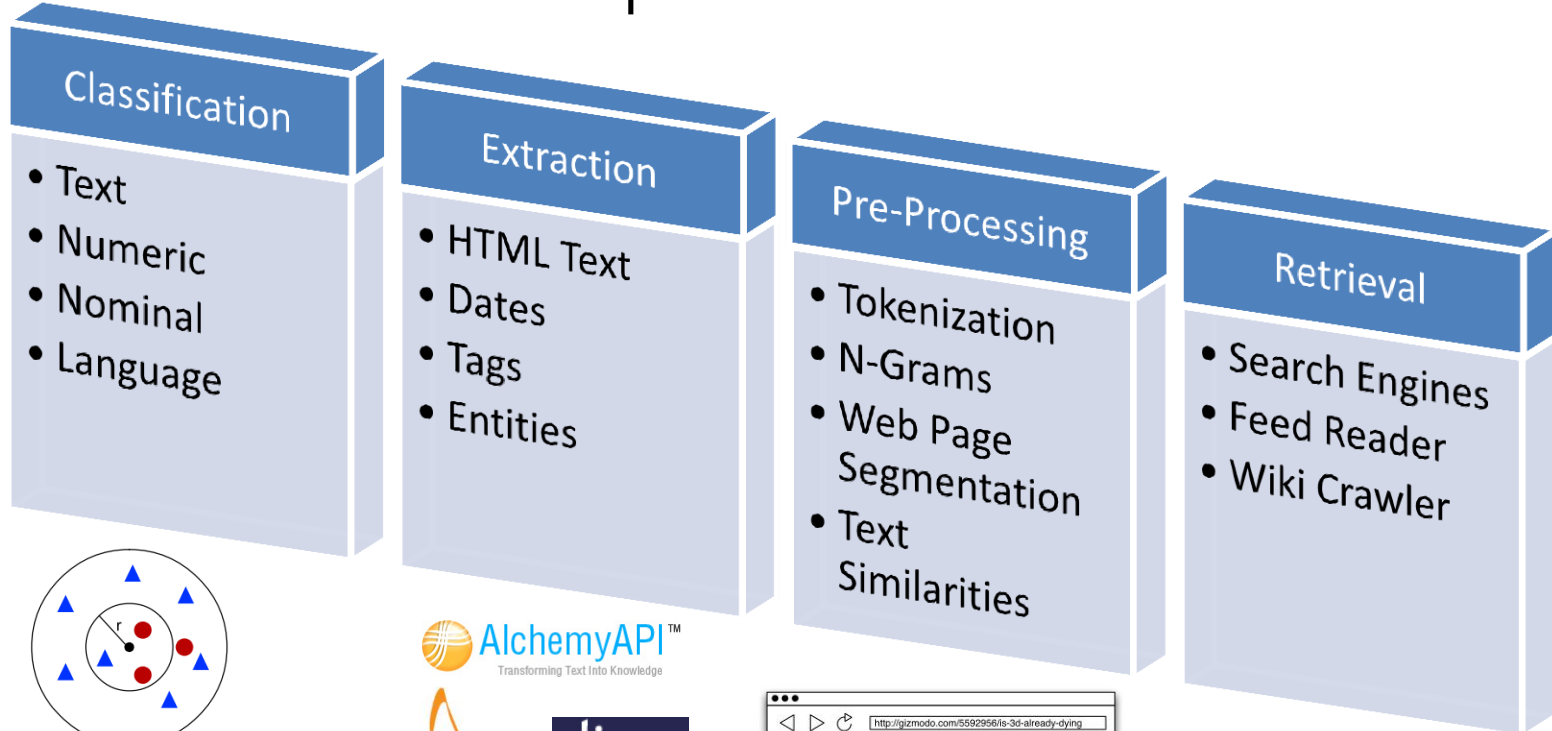 Classification
• Text
• Numeric
• Nominal
• Language
Extraction
• HTML Text
• Dates
• Tags
• Entities
Pre-Processing
• Tokenization
• N-Grams
• Web Page
Segmentation
• Text
Similarities
Retrieval
• Search Engines
• Feed Reader
• Wiki Crawler
r
AlchemyAPI™
Transforming Text Into Knowledge
http://gizmodo.com/5592956/is-3d-already-dying